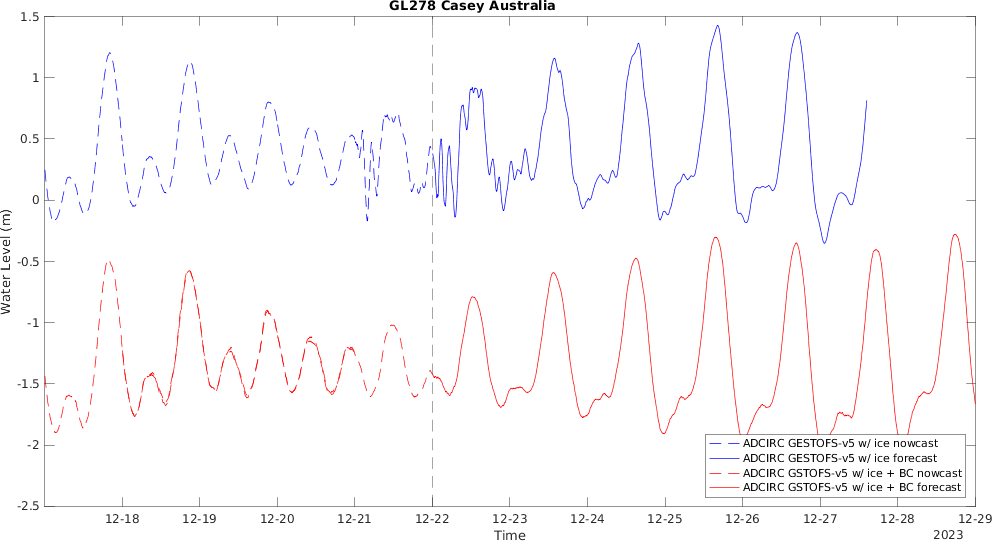 GL278 Casey Australia
1.5
1
0.5
0
-0.5
-1
-1.5
-2
-2.5
Water Level (m)
ADCIRC GESTOFS-v5 w/ ice nowcast
ADCIRC GESTOFS-v5 w/ ice forecast
ADCIRC GSTOFS-v5 w/ ice + BC nowcast
ADCIRC GSTOFS-v5 w/ ice + BC forecast
12-18 12-19 12-20 12-21 12-22 12-23 12-24 12-25 12-26 12-27 12-28 12-29
Time
2023